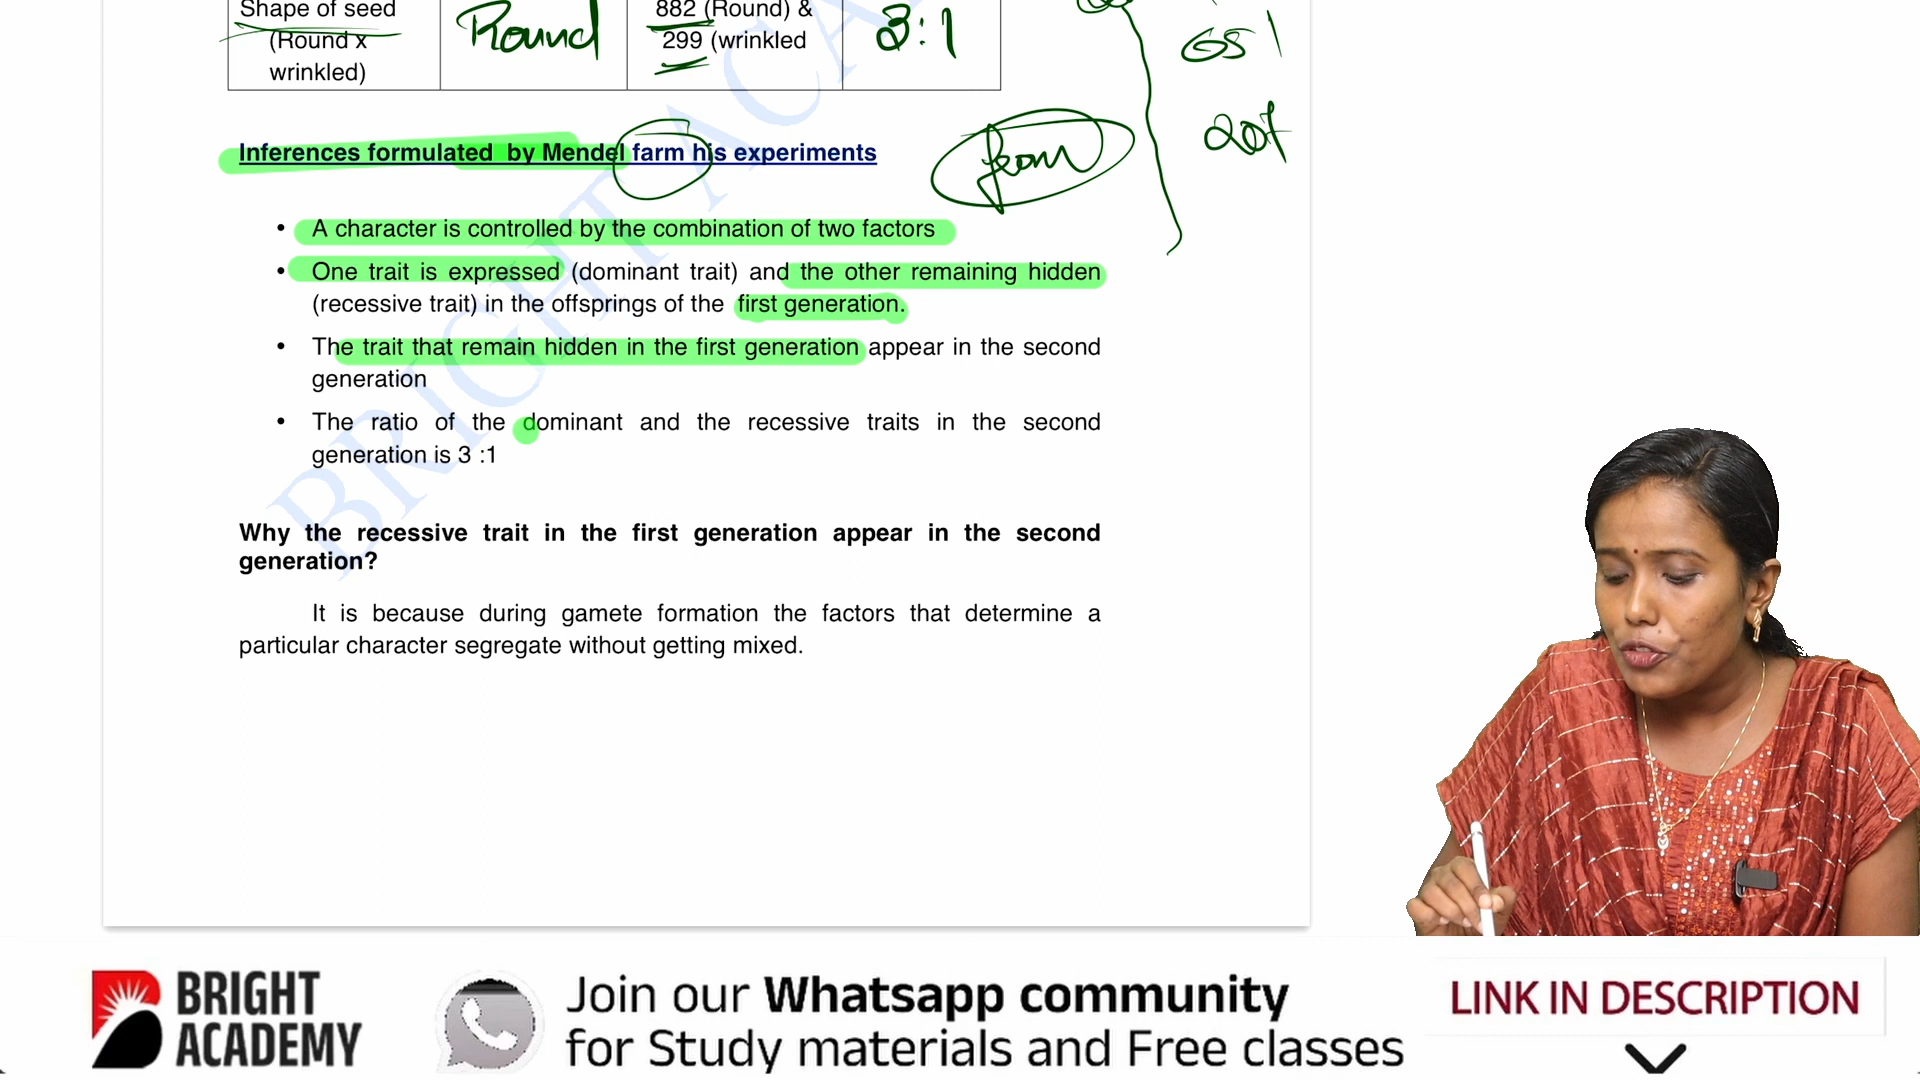 Shape of seed
(Round x
wrinkled)
Round
882 (Round) &
299 (wrinkled
3:1
651
207
Inferences formulated by Mendel farm his experiments
from
• A character is controlled by the combination of two factors
• One trait is expressed (dominant trait) and the other remaining hidden
(recessive trait) in the offsprings of the first generation.
• The trait that remain hidden in the first generation appear in the second
generation
• The ratio of the dominant and the recessive traits in the second
generation is 3 :1
Why the recessive trait in the first generation appear in the second
generation?
It is because during gamete formation the factors that determine a
particular character segregate without getting mixed.
BRIGHT ACA
BRIGHT
ACADEMY
Join our Whatsapp community
for Study materials and Free classes
LINK IN DESCRIPTION